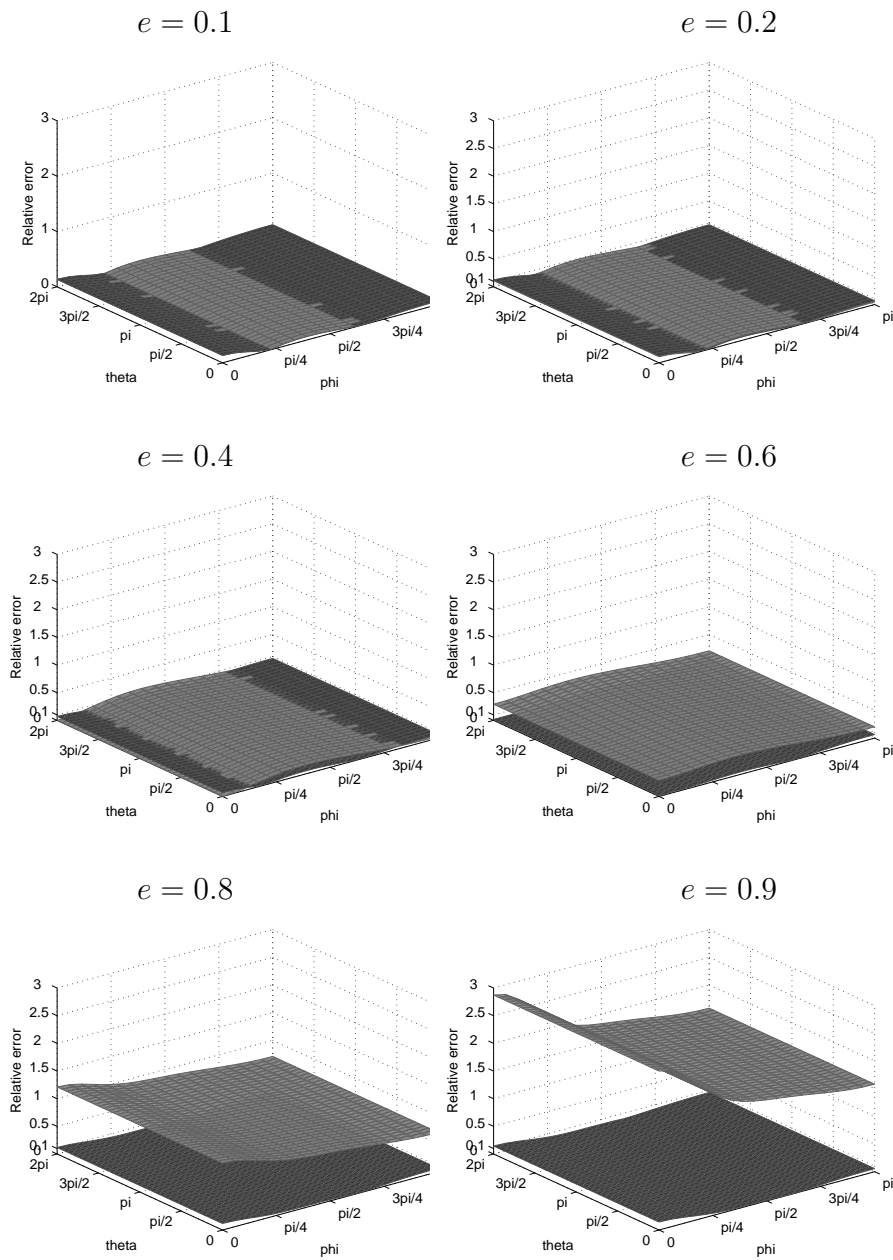 e = 0.1
3
2
1
0
Relative error
2pi
3pi/2
pi
pi/2
0
theta
0
pi/4
pi/2
3pi/4
phi
e = 0.2
3
2.5
2
1.5
1
0.5
0.1
0
Relative error
2pi
3pi/2
pi
pi/2
0
theta
0
pi/4
pi/2
3pi/4
pi
phi
e = 0.4
3
2.5
2
1.5
1
0.5
0.1
0
Relative error
2pi
3pi/2
pi
pi/2
0
theta
0
pi/4
pi/2
3pi/4
phi
e = 0.6
3
2.5
2
1.5
1
0.5
0.1
0
Relative error
2pi
3pi/2
pi
pi/2
0
theta
0
pi/4
pi/2
3pi/4
pi
phi
e = 0.8
3
2.5
2
1.5
1
0.5
0.1
0
Relative error
2pi
3pi/2
pi
pi/2
0
theta
0
pi/4
pi/2
3pi/4
phi
e = 0.9
3
2.5
2
1.5
1
0.5
0.1
0
Relative error
2pi
3pi/2
pi
pi/2
0
theta
0
pi/4
pi/2
3pi/4
pi
phi